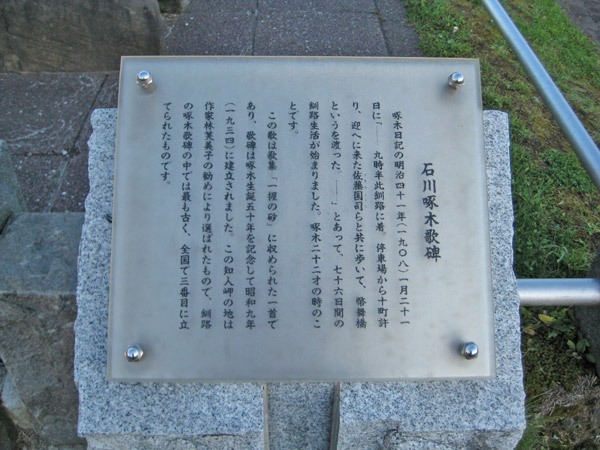 石川啄木歌碑
啄木日記の明治四十一年(一九〇八)一月二十一
日に「――九時半此釧路に着、停車場から十町許
り、迎へに来た佐藤国司らと共に歩いて、幣舞橋
というを渡った。――」とあって、七十六日間の
釧路生活が始まりました。啄木二十二才の時のこ
とです。
この歌は歌集「一握の砂」に収められた一首で
あり、歌碑は啄木生誕五十年を記念して昭和九年
(一九三四)に建立されました。この知人岬の地は
作家林芙美子の勧めにより選ばれたもので、釧路
の啄木歌碑の中では最も古く、全国で三番目に立
てられたものです。